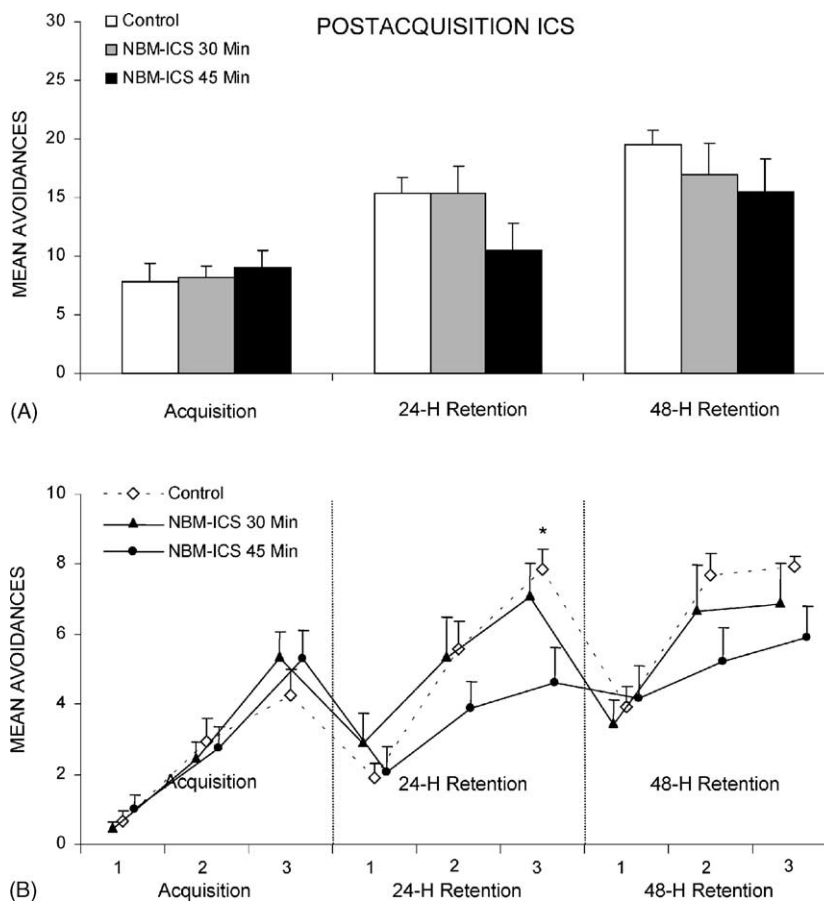 POSTACQUISITION ICS
Control
NBM-ICS 30 Min
NBM-ICS 45 Min
MEAN AVOIDANCES
30
25
20
15
10
5
0
Acquisition
24-H Retention
48-H Retention
(A)
Control
NBM-ICS 30 Min
NBM-ICS 45 Min
MEAN AVOIDANCES
10
8
6
4
2
0
*
Acquisition
24-H Retention
48-H Retention
1 2 3 1 2 3 1 2 3
Acquisition
24-H Retention
48-H Retention
(B)